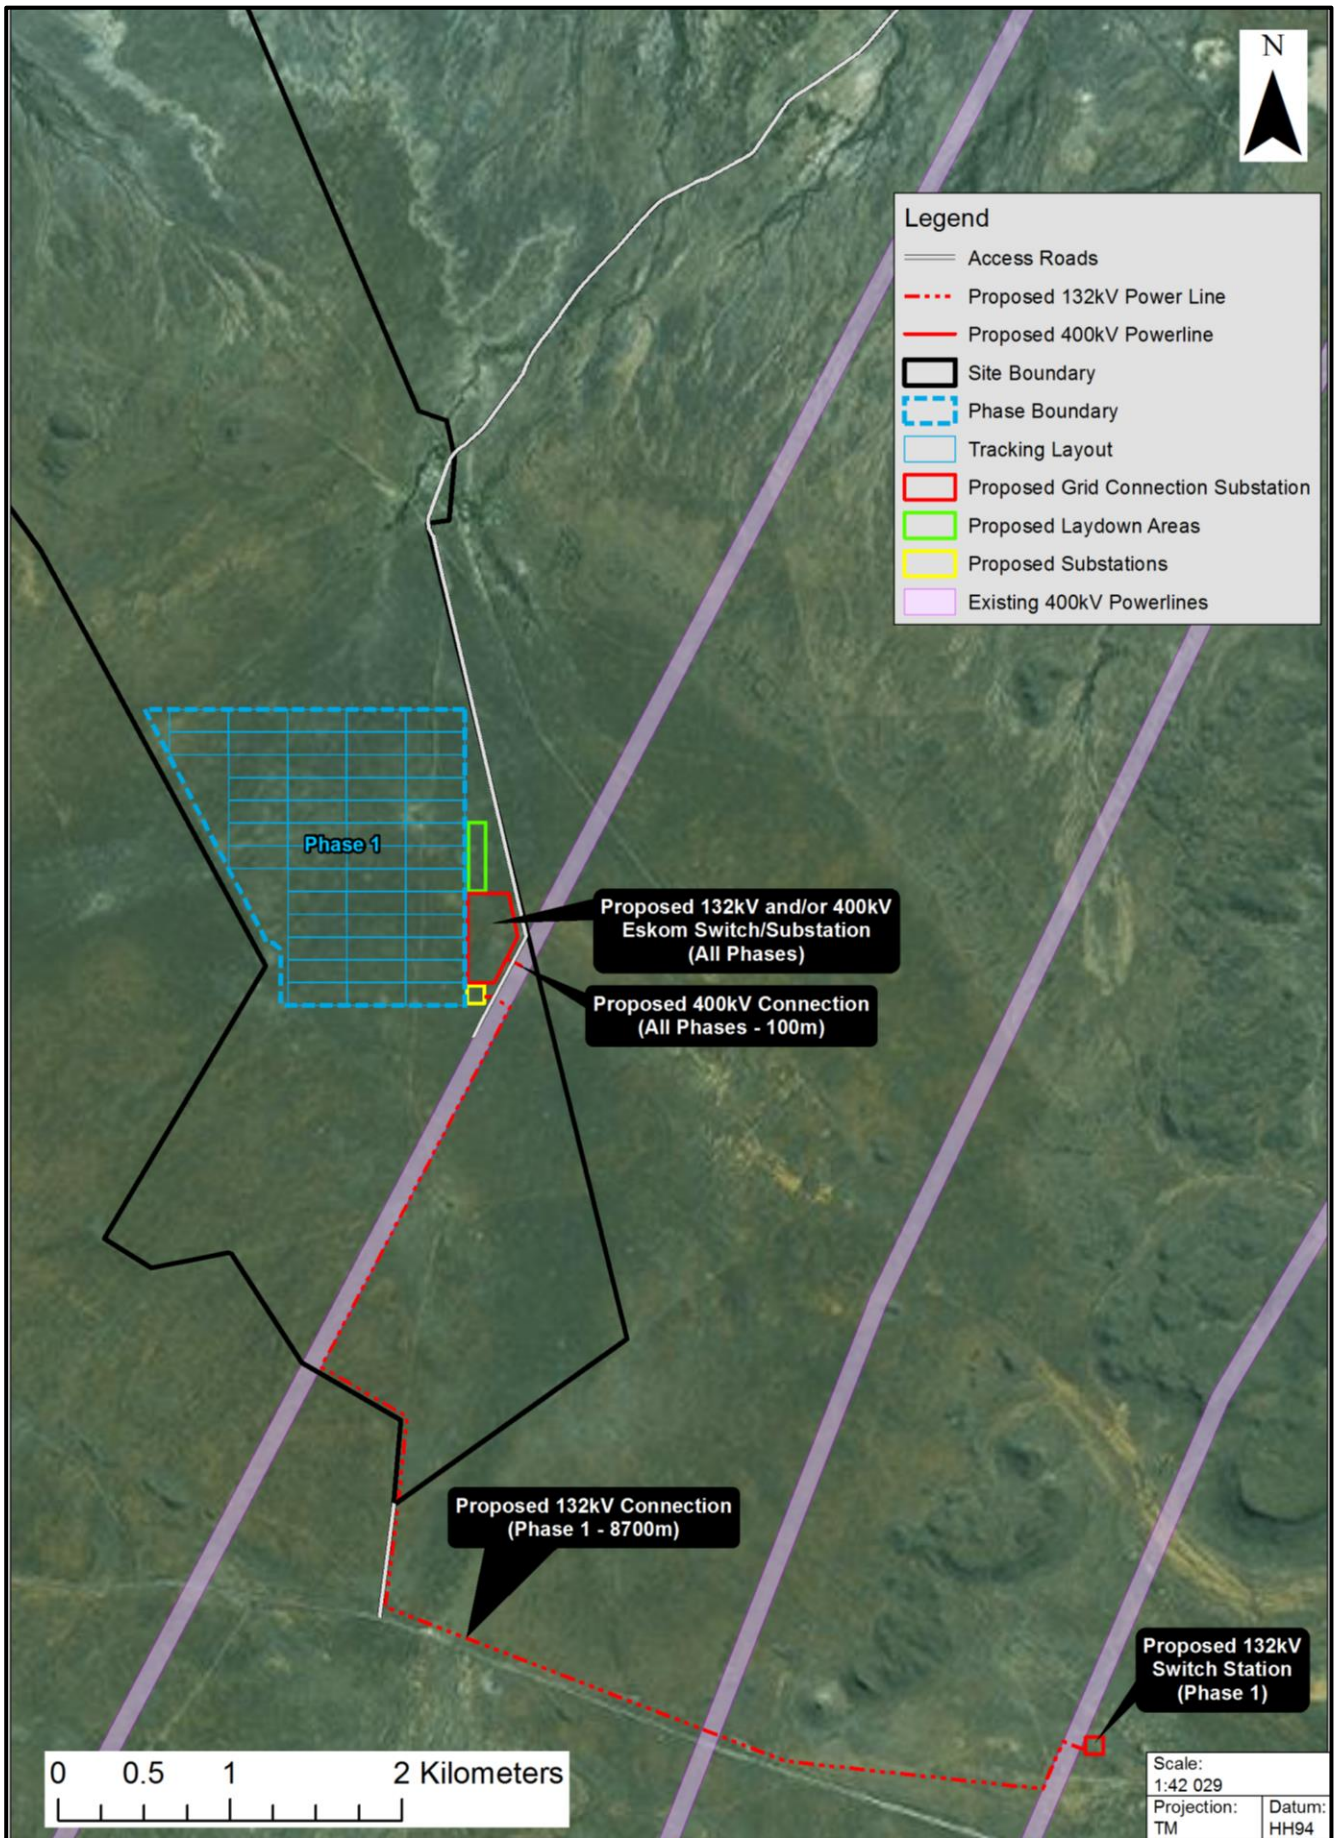 N
Legend
Access Roads
Proposed 132kV Power Line
Proposed 400kV Powerline
Site Boundary
Phase Boundary
Tracking Layout
Proposed Grid Connection Substation
Proposed Laydown Areas
Proposed Substations
Existing 400kV Powerlines
Phase 1
Proposed 132kV and/or 400kV
Eskom Switch/Substation
(All Phases)
Proposed 400kV Connection
(All Phases - 100m)
Proposed 132kV Connection
(Phase 1 - 8700m)
Proposed 132kV
Switch Station
(Phase 1)
0 0.5 1 2 Kilometers
Scale:
1:42 029
Projection:
TM
Datum:
HH94